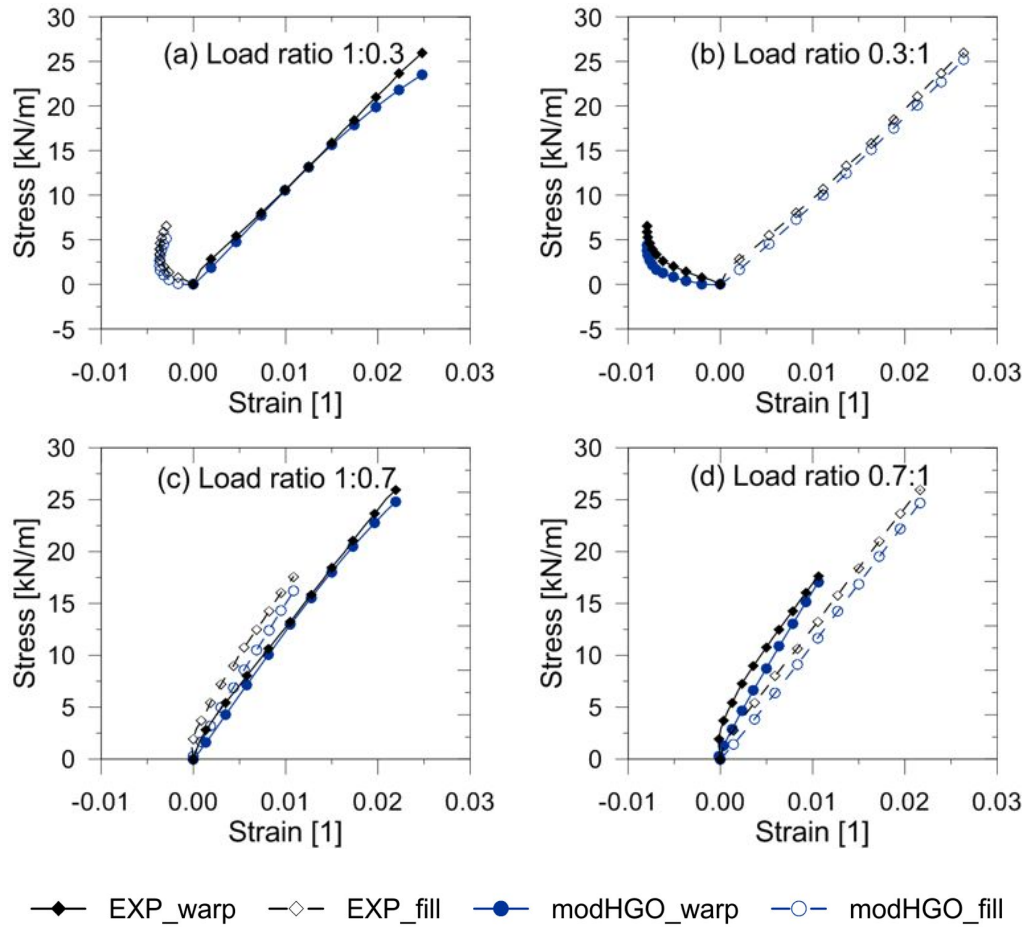 30
25
20
15
10
5
0
-5
Stress [kN/m]
(a) Load ratio 1:0.3
-0.01 0.00 0.01 0.02 0.03
Strain [1]
30
25
20
15
10
5
0
-5
Stress [kN/m]
(b) Load ratio 0.3:1
-0.01 0.00 0.01 0.02 0.03
Strain [1]
30
25
20
15
10
5
0
Stress [kN/m]
(c) Load ratio 1:0.7
-0.01 0.00 0.01 0.02 0.03
Strain [1]
30
25
20
15
10
5
0
Stress [kN/m]
(d) Load ratio 0.7:1
-0.01 0.00 0.01 0.02 0.03
Strain [1]
EXP_warp EXP_fill modHGO_warp modHGO_fill